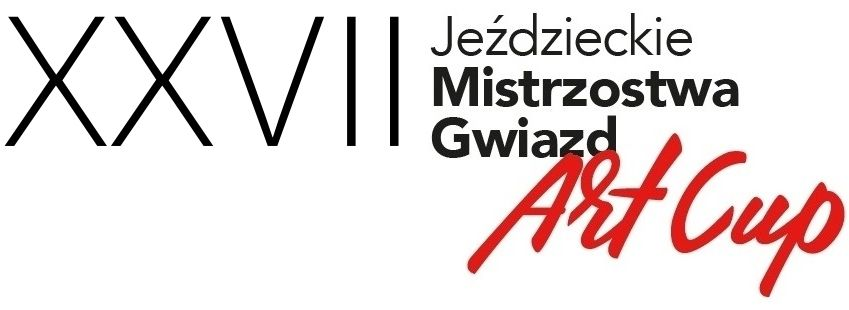 XXVII
Jeździeckie
Mistrzostwa
Gwiazd
Art Cup